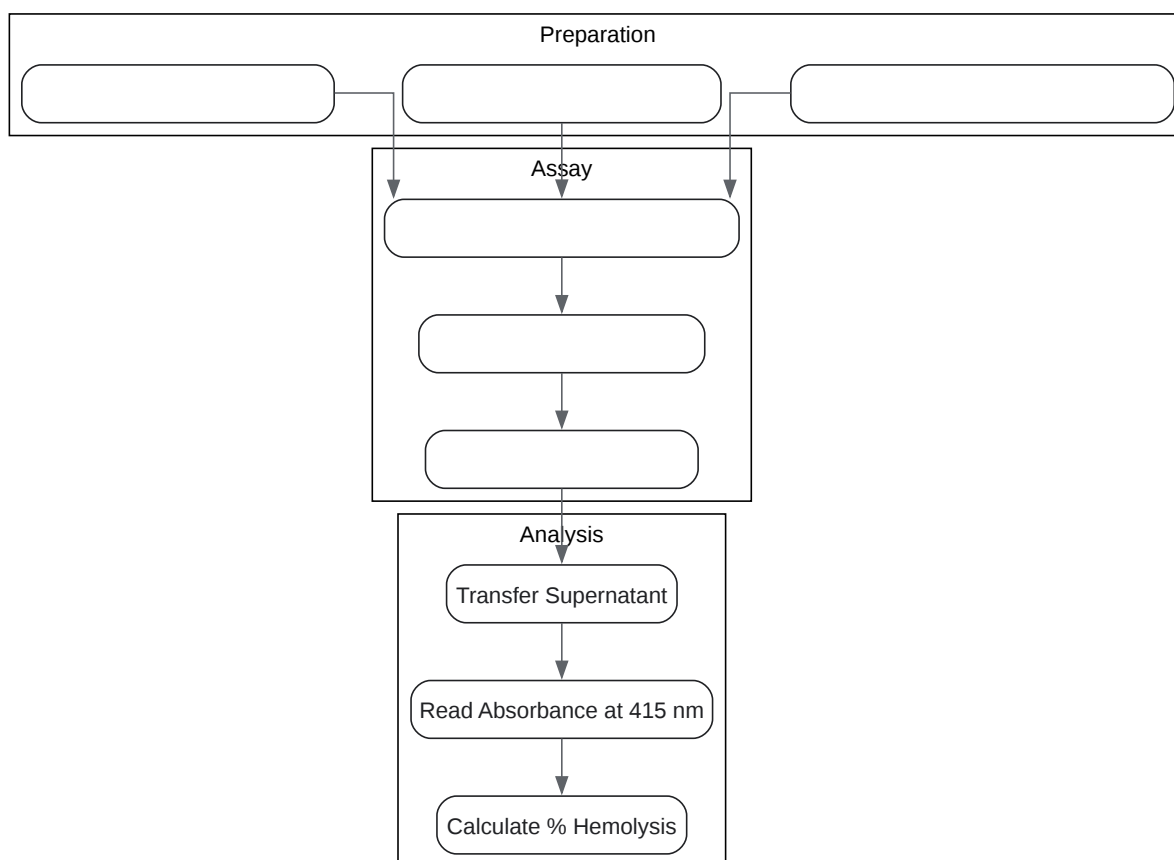 Preparation
Assay
Analysis
Transfer Supernatant
Read Absorbance at 415 nm
Calculate % Hemolysis